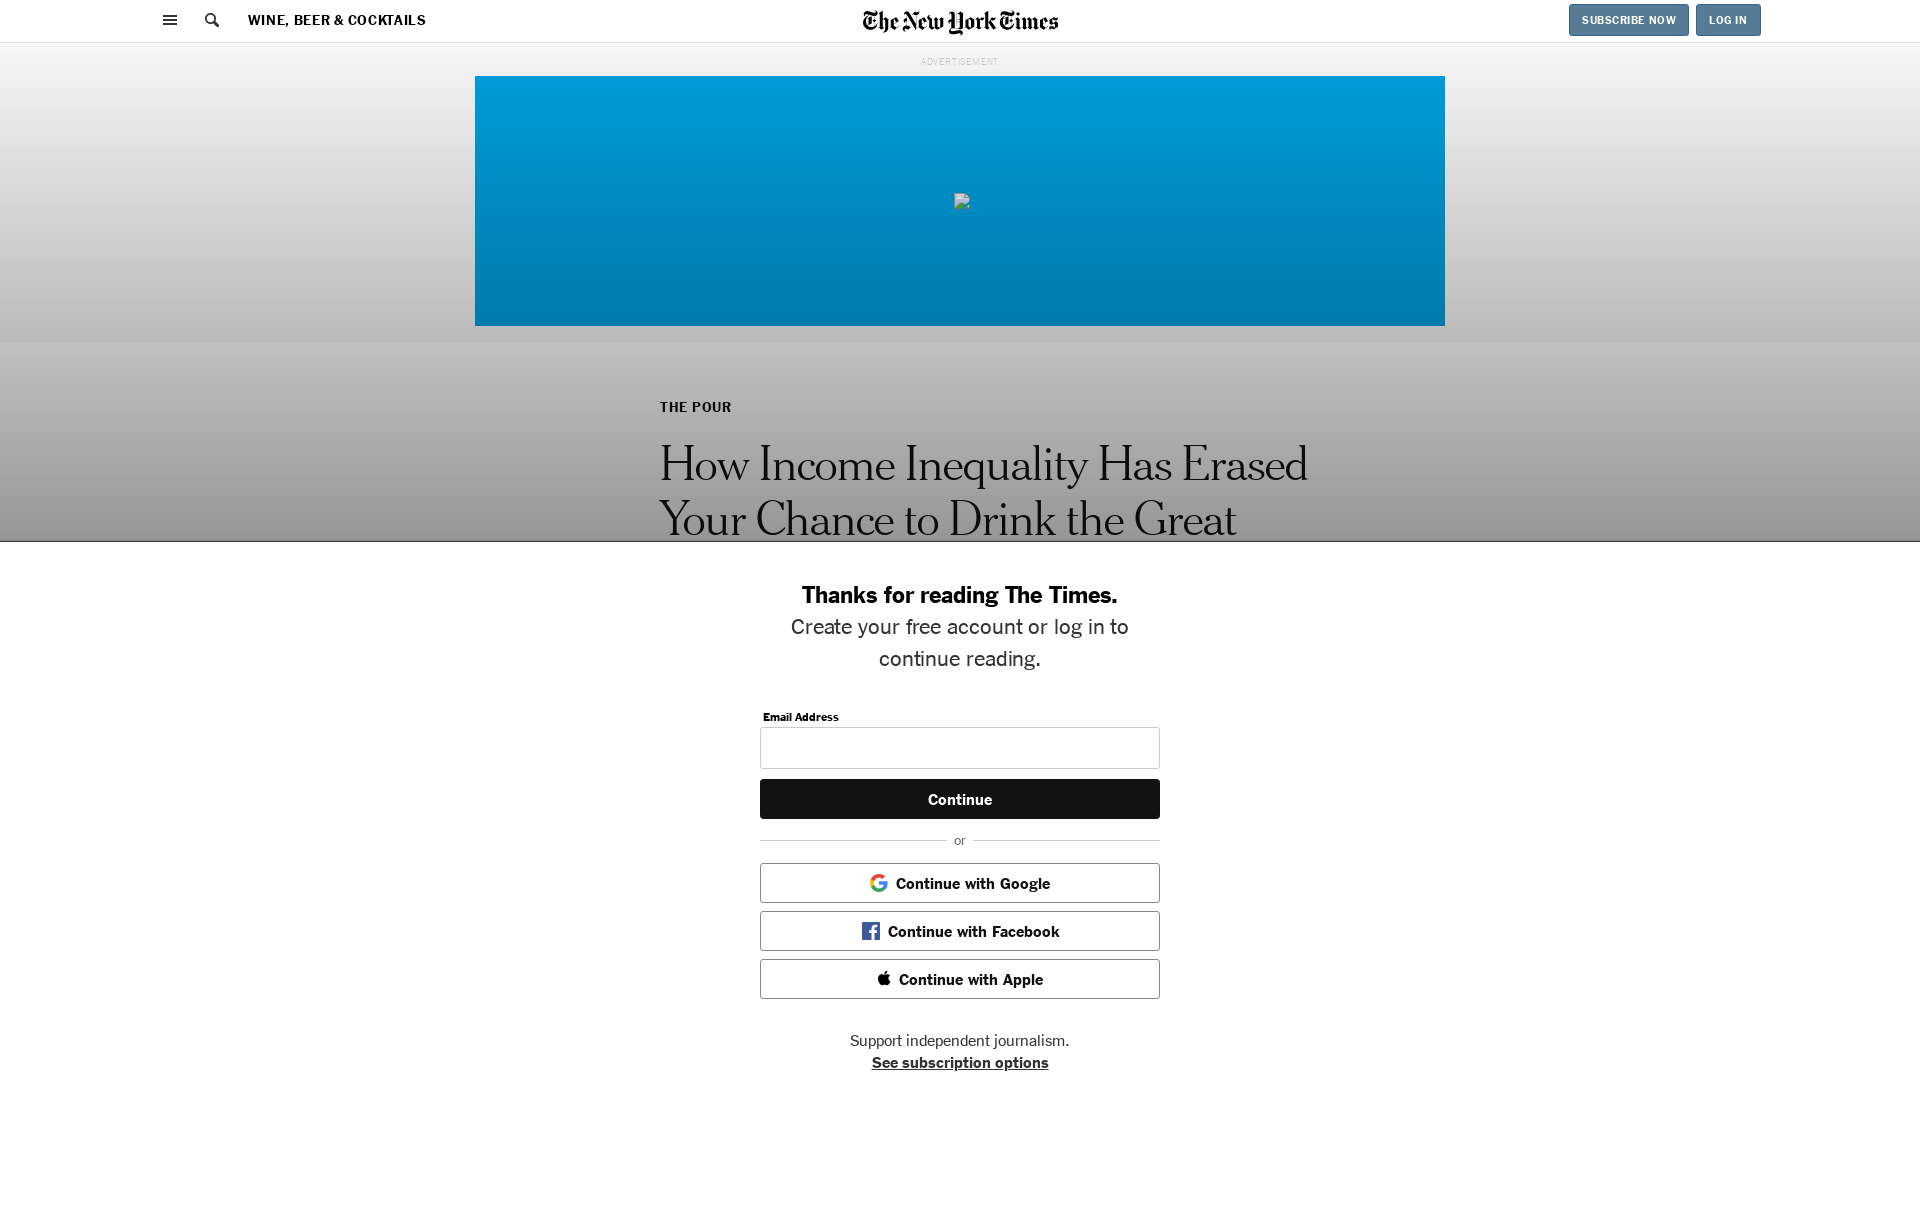 WINE, BEER & COCKTAILS
The New York Times
SUBSCRIBE NOW
LOG IN
ADVERTISEMENT
THE POUR
How Income Inequality Has Erased
Your Chance to Drink the Great
Thanks for reading The Times.
Create your free account or log in to
continue reading.
Email Address
Continue
or
Continue with Google
Continue with Facebook
Continue with Apple
Support independent journalism.
See subscription options